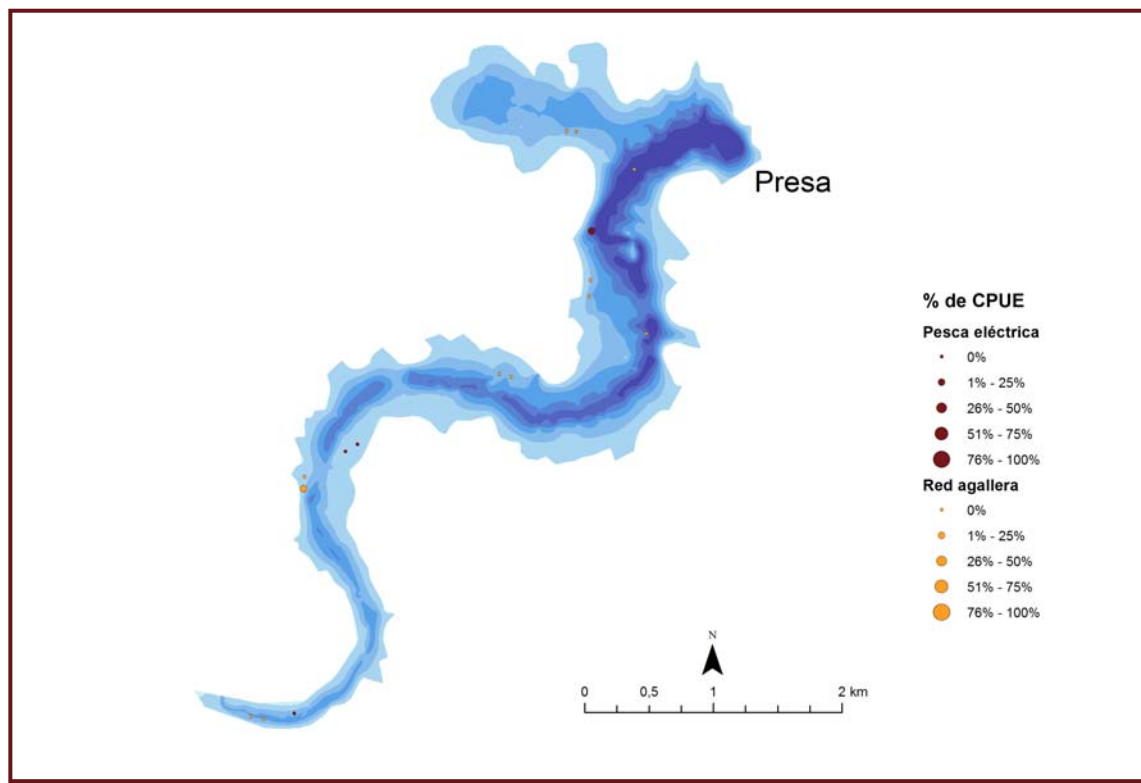 Presa
% de CPUE
Pesca eléctrica
0%
1% - 25%
26% - 50%
51% - 75%
76% - 100%
Red agallera
0%
1% - 25%
26% - 50%
51% - 75%
76% - 100%
N
0 0,5 1 2 km